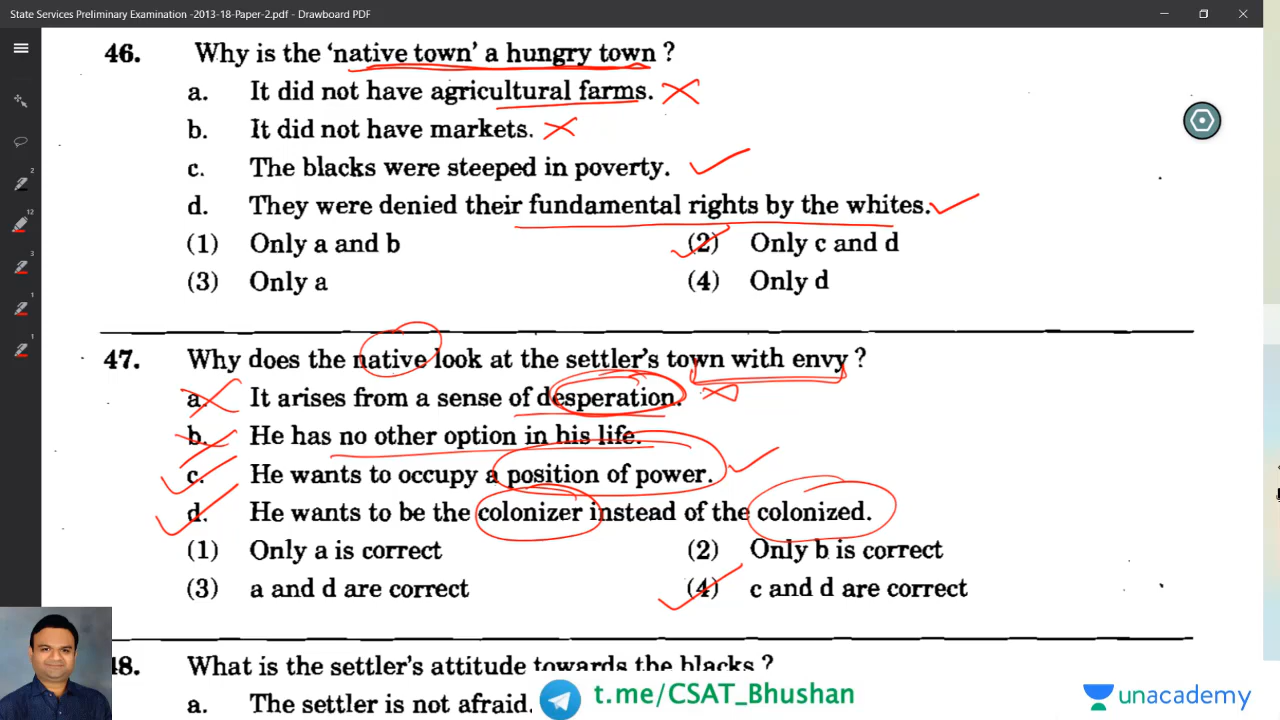 State Services Preliminary Examination -2013-18-Paper-2.pdf - Drawboard PDF
46. Why is the ‘native town’ a hungry town ?
a. It did not have agricultural farms.
b. It did not have markets.
c. The blacks were steeped in poverty.
d. They were denied their fundamental rights by the whites.
(1) Only a and b (2) Only c and d
(3) Only a (4) Only d
47. Why does the native look at the settler’s town with envy ?
a. It arises from a sense of desperation.
b. He has no other option in his life.
c. He wants to occupy a position of power.
d. He wants to be the colonizer instead of the colonized.
(1) Only a is correct (2) Only b is correct
(3) a and d are correct (4) c and d are correct
48. What is the settler’s attitude towards the blacks ?
a. The settler is not afraid.
t.me/CSAT_Bhushan
unacademy
2
12
3
1
1